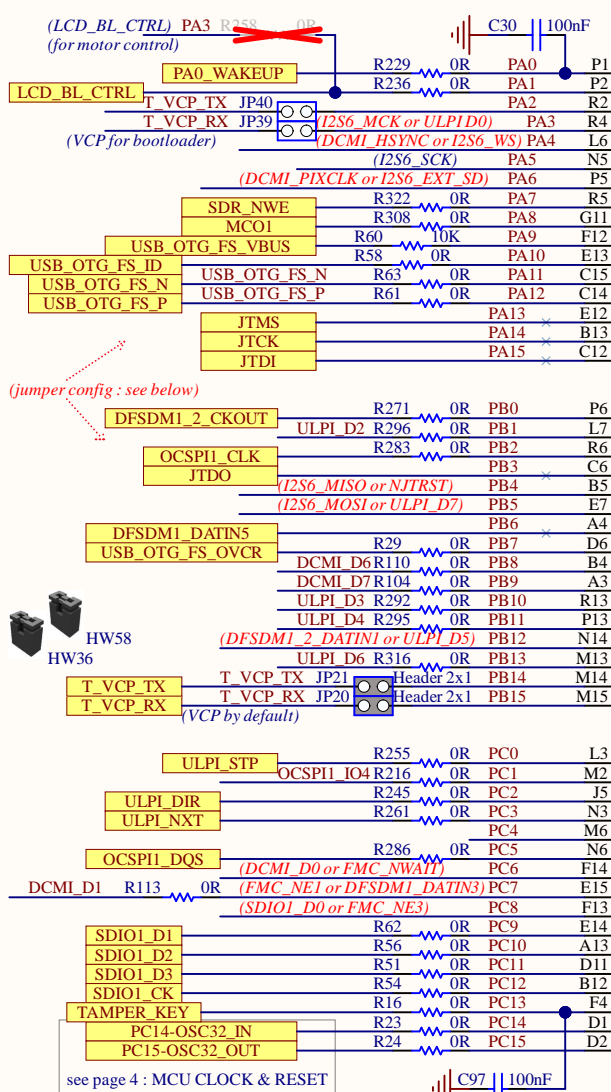 (LCD_BL_CTRL) PA3 R258 0R C30 100nF
(for motor control)
PA0_WAKEUP R229 0R PA0 P1
LCD_BL_CTRL R236 0R PA1 P2
T_VCP_TX JP40 PA2 R2
T_VCP_RX JP39 (I2S6_MCK or ULPI D0) PA3 R4
(VCP for bootloader) (DCMI_HSYNC or I2S6_WS) PA4 L6
(I2S6_SCK) PA5 N5
(DCMI_PIXCLK or I2S6_EXT_SD) PA6 P5
SDR_NWE R322 0R PA7 R5
MCO1 R308 0R PA8 G11
USB_OTG_FS_VBUS R60 10K PA9 F12
USB_OTG_FS_ID R58 0R PA10 E13
USB_OTG_FS_N USB_OTG_FS_N R63 0R PA11 C15
USB_OTG_FS_P USB_OTG_FS_P R61 0R PA12 C14
JTMS PA13 E12
JTCK PA14 B13
JTDI PA15 C12
(jumper config : see below)
DFSDM1_2_CKOUT R271 0R PB0 P6
ULPI_D2 R296 0R PB1 L7
OCSPI1_CLK R283 0R PB2 R6
JTDO PB3 C6
(I2S6_MISO or NJTRST) PB4 B5
(I2S6_MOSI or ULPI_D7) PB5 E7
DFSDM1_DATIN5 PB6 A4
USB_OTG_FS_OVCR R29 0R PB7 D6
DCMI_D6 R110 0R PB8 B4
DCMI_D7 R104 0R PB9 A3
ULPI_D3 R292 0R PB10 R13
ULPI_D4 R295 0R PB11 P13
HW58 (DFSDM1_2_DATIN1 or ULPI_D5) PB12 N14
HW36 ULPI_D6 R316 0R PB13 M13
T_VCP_TX T_VCP_TX JP21 Header 2x1 PB14 M14
T_VCP_RX T_VCP_RX JP20 Header 2x1 PB15 M15
(VCP by default)
ULPI_STP R255 0R PC0 L3
OCSPI1_IO4 R216 0R PC1 M2
ULPI_DIR R245 0R PC2 J5
ULPI_NXT R261 0R PC3 N3
PC4 M6
OCSPI1_DQS R286 0R PC5 N6
(DCMI_D0 or FMC_NWAIT) PC6 F14
DCMI_D1 R113 0R (FMC_NE1 or DFSDM1_DATIN3) PC7 E15
(SDIO1_D0 or FMC_NE3) PC8 F13
SDIO1_D1 R62 0R PC9 E14
SDIO1_D2 R56 0R PC10 A13
SDIO1_D3 R51 0R PC11 D11
SDIO1_CK R54 0R PC12 B12
TAMPER_KEY R16 0R PC13 F4
PC14-OSC32_IN R23 0R PC14 D1
PC15-OSC32_OUT R24 0R PC15 D2
see page 4 : MCU CLOCK & RESET C97 100nF